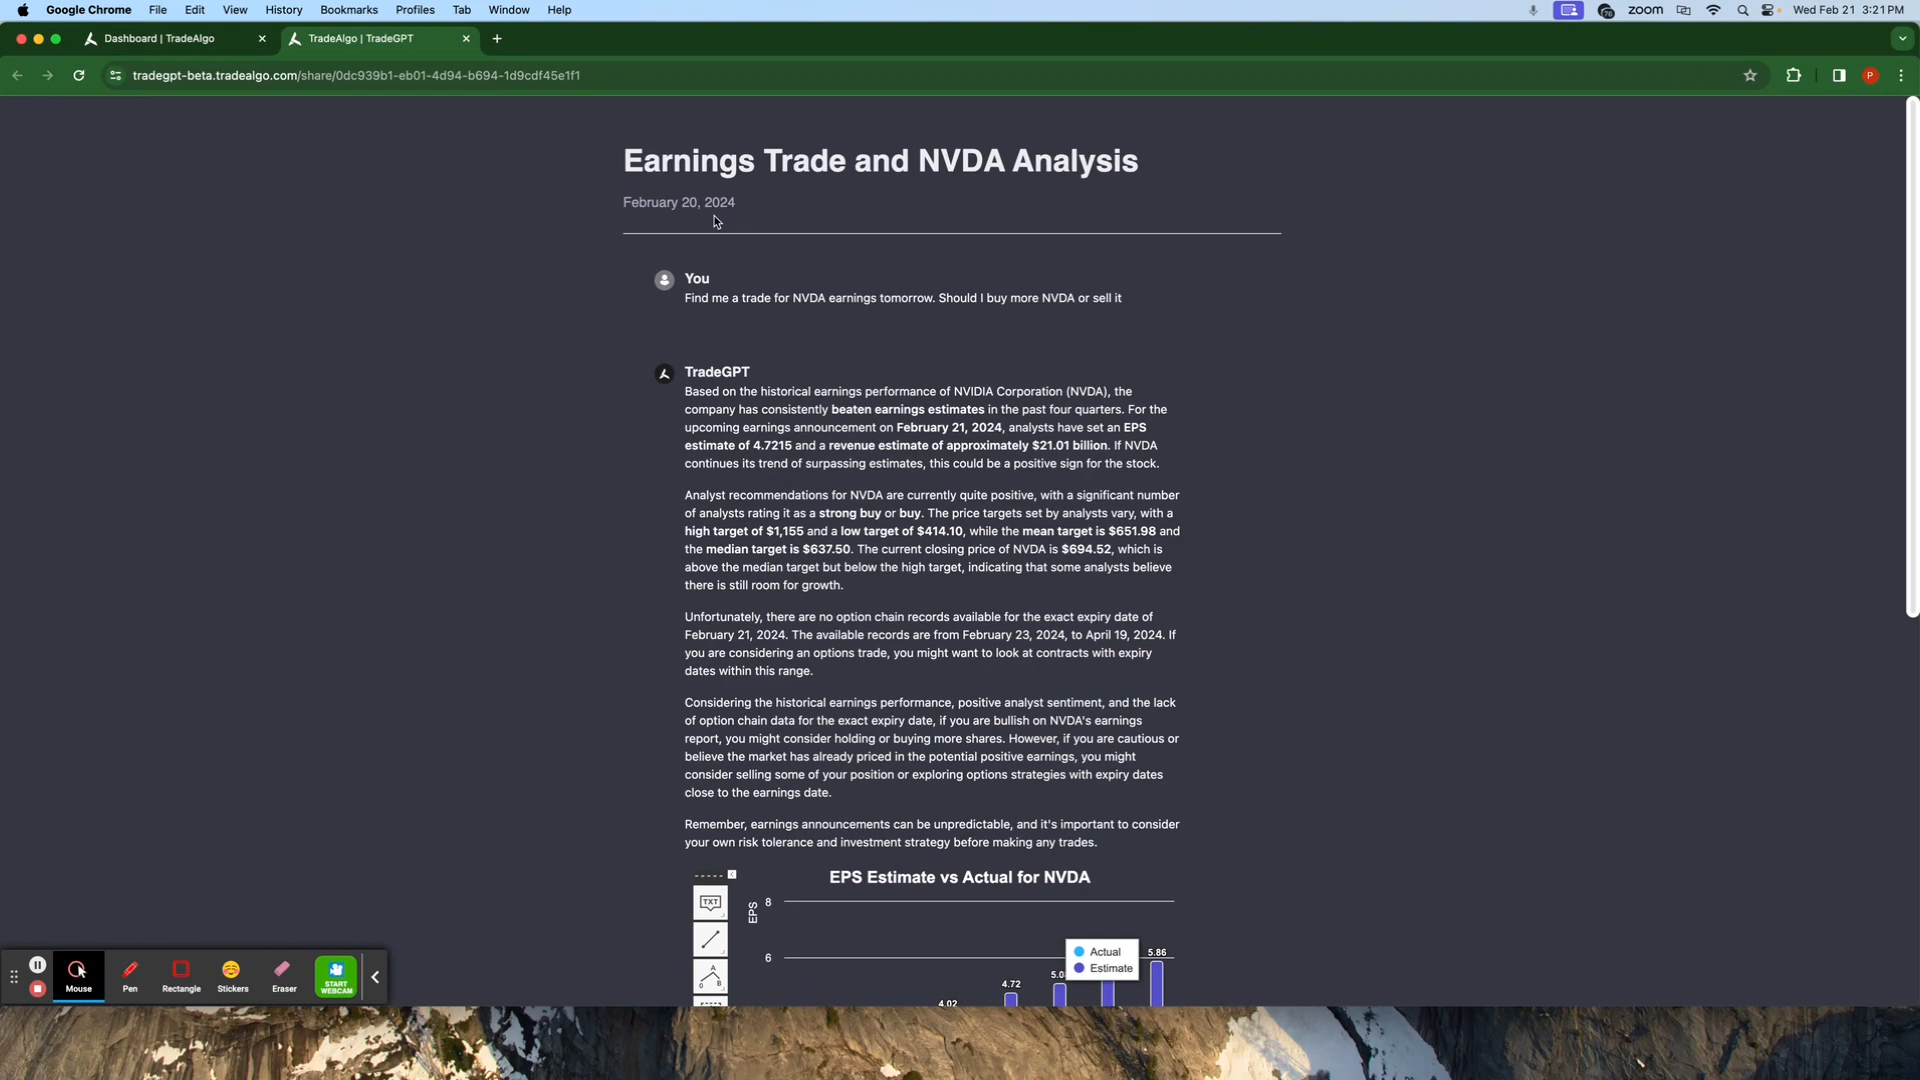 Google Chrome File Edit View History Bookmarks Profiles Tab Window Help zoom Wed Feb 21 3:21 PM
Dashboard | TradeAlgo TradeAlgo | TradeGPT
tradegpt-beta.tradealgo.com/share/0dc939b1-eb01-4d94-b694-1d9cdf45e1f1 P
Earnings Trade and NVDA Analysis
February 20, 2024
You
Find me a trade for NVDA earnings tomorrow. Should I buy more NVDA or sell it
TradeGPT
Based on the historical earnings performance of NVIDIA Corporation (NVDA), the
company has consistently beaten earnings estimates in the past four quarters. For the
upcoming earnings announcement on February 21, 2024, analysts have set an EPS
estimate of 4.7215 and a revenue estimate of approximately $21.01 billion. If NVDA
continues its trend of surpassing estimates, this could be a positive sign for the stock.
Analyst recommendations for NVDA are currently quite positive, with a significant number
of analysts rating it as a strong buy or buy. The price targets set by analysts vary, with a
high target of $1,155 and a low target of $414.10, while the mean target is $651.98 and
the median target is $637.50. The current closing price of NVDA is $694.52, which is
above the median target but below the high target, indicating that some analysts believe
there is still room for growth.
Unfortunately, there are no option chain records available for the exact expiry date of
February 21, 2024. The available records are from February 23, 2024, to April 19, 2024. If
you are considering an options trade, you might want to look at contracts with expiry
dates within this range.
Considering the historical earnings performance, positive analyst sentiment, and the lack
of option chain data for the exact expiry date, if you are bullish on NVDA's earnings
report, you might consider holding or buying more shares. However, if you are cautious or
believe the market has already priced in the potential positive earnings, you might
consider selling some of your position or exploring options strategies with expiry dates
close to the earnings date.
Remember, earnings announcements can be unpredictable, and it's important to consider
your own risk tolerance and investment strategy before making any trades.
EPS Estimate vs Actual for NVDA
TXT
EPS
8
Actual
Estimate
5.86
6
4.72
4.02
A
0 B
Mouse Pen Rectangle Stickers Eraser START
WEBCAM